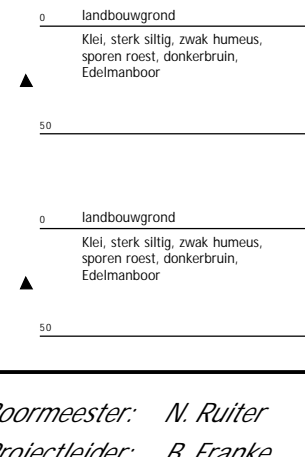 0 landbouwgrond
Klei, sterk siltig, zwak humeus,
sporen roest, donkerbruin,
Edelmanboor
50
0 landbouwgrond
Klei, sterk siltig, zwak humeus,
sporen roest, donkerbruin,
Edelmanboor
50
Boormeester: N. Ruiter
Projectleider: B. Franke